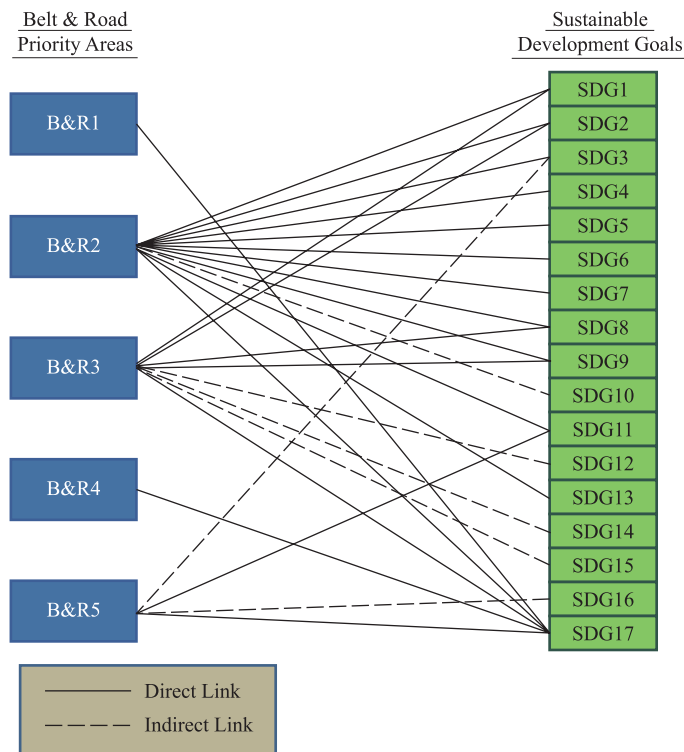 Belt & Road
Priority Areas
Sustainable
Development Goals
B&R1
B&R2
B&R3
B&R4
B&R5
SDG1
SDG2
SDG3
SDG4
SDG5
SDG6
SDG7
SDG8
SDG9
SDG10
SDG11
SDG12
SDG13
SDG14
SDG15
SDG16
SDG17
Direct Link
Indirect Link